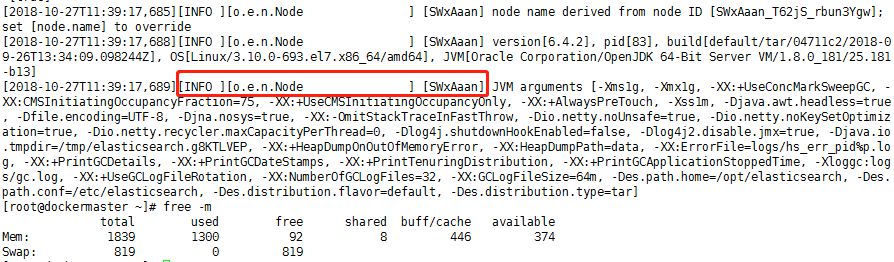 [2018-10-27T11:39:17,685][INFO ][o.e.n.Node               ] [SWxAaan] node name derived from node ID [SWxAaan_T62jS_rbun3Ygw];
set [node.name] to override
[2018-10-27T11:39:17,688][INFO ][o.e.n.Node               ] [SWxAaan] version[6.4.2], pid[83], build[default/tar/04711c2/2018-0
9-26T13:34:09.098244Z], OS[Linux/3.10.0-693.el7.x86_64/amd64], JVM[Oracle Corporation/OpenJDK 64-Bit Server VM/1.8.0_181/25.181
-b13]
[2018-10-27T11:39:17,689][INFO ][o.e.n.Node               ] [SWxAaan] JVM arguments [-Xms1g, -Xmx1g, -XX:+UseConcMarkSweepGC, -
XX:CMSInitiatingOccupancyFraction=75, -XX:+UseCMSInitiatingOccupancyOnly, -XX:+AlwaysPreTouch, -Xss1m, -Djava.awt.headless=true
, -Dfile.encoding=UTF-8, -Djna.nosys=true, -XX:-OmitStackTraceInFastThrow, -Dio.netty.noUnsafe=true, -Dio.netty.noKeySetOptimiz
ation=true, -Dio.netty.recycler.maxCapacityPerThread=0, -Dlog4j.shutdownHookEnabled=false, -Dlog4j2.disable.jmx=true, -Djava.io
.tmpdir=/tmp/elasticsearch.g8KTLVEP, -XX:+HeapDumpOnOutOfMemoryError, -XX:HeapDumpPath=data, -XX:ErrorFile=logs/hs_err_pid%p.lo
g, -XX:+PrintGCDetails, -XX:+PrintGCDateStamps, -XX:+PrintTenuringDistribution, -XX:+PrintGCApplicationStoppedTime, -Xloggc:log
s/gc.log, -XX:+UseGCLogFileRotation, -XX:NumberOfGCLogFiles=32, -XX:GCLogFileSize=64m, -Des.path.home=/opt/elasticsearch, -Des.
path.conf=/etc/elasticsearch, -Des.distribution.flavor=default, -Des.distribution.type=tar]
[root@dockermaster ~]# free -m
total used free shared buff/cache available
Mem: 1839 1300 92 8 446 374
Swap: 819 0 819